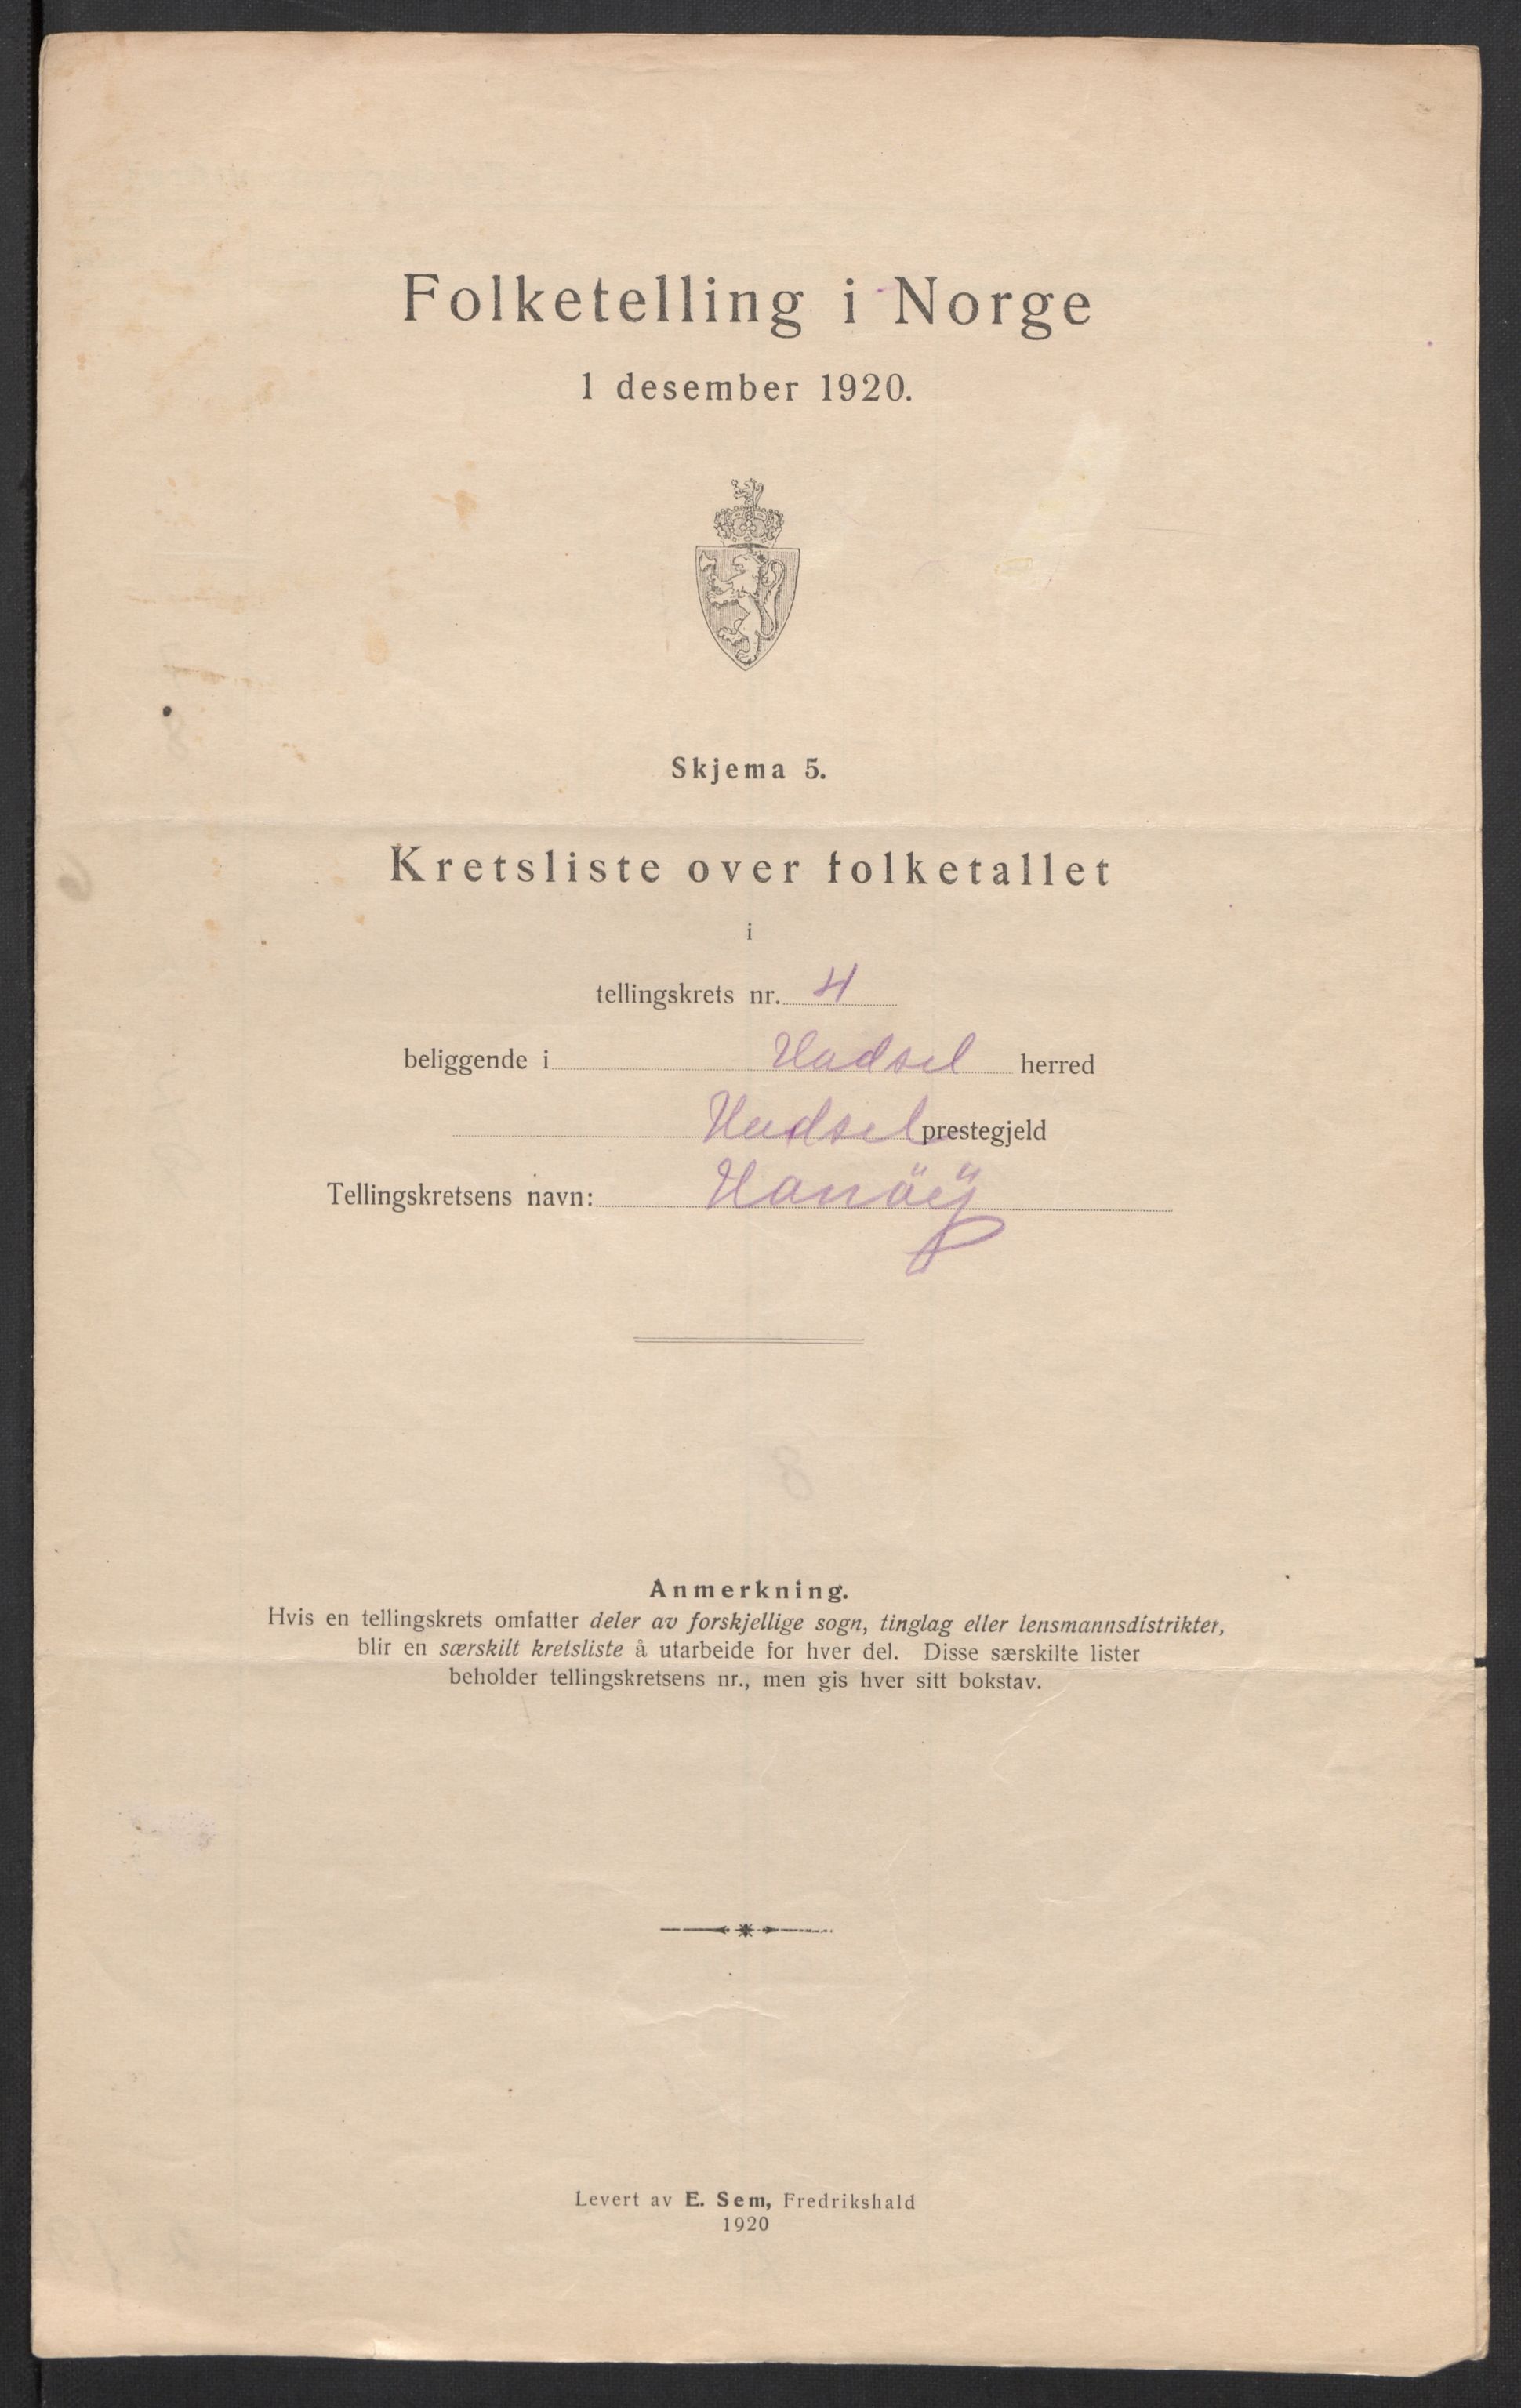 Folketelling i Norge
1 desember 1920.
Skjema 5.
Kretsliste over folketallet
i
tellingskrets nr. 4
beliggende i Hadsel herred
Hadsel prestegjeld
Tellingskretsens navn: Hanöy
Anmerkning.
Hvis en tellingskrets omfatter deler av forskjellige sogn, tinglag eller lensmannsdistrikter,
blir en særskilt kretsliste å utarbeide for hver del. Disse særskilte lister
beholder tellingskretsens nr., men gis hver sitt bokstav.
Levert av E. Sem, Fredrikshald
1920